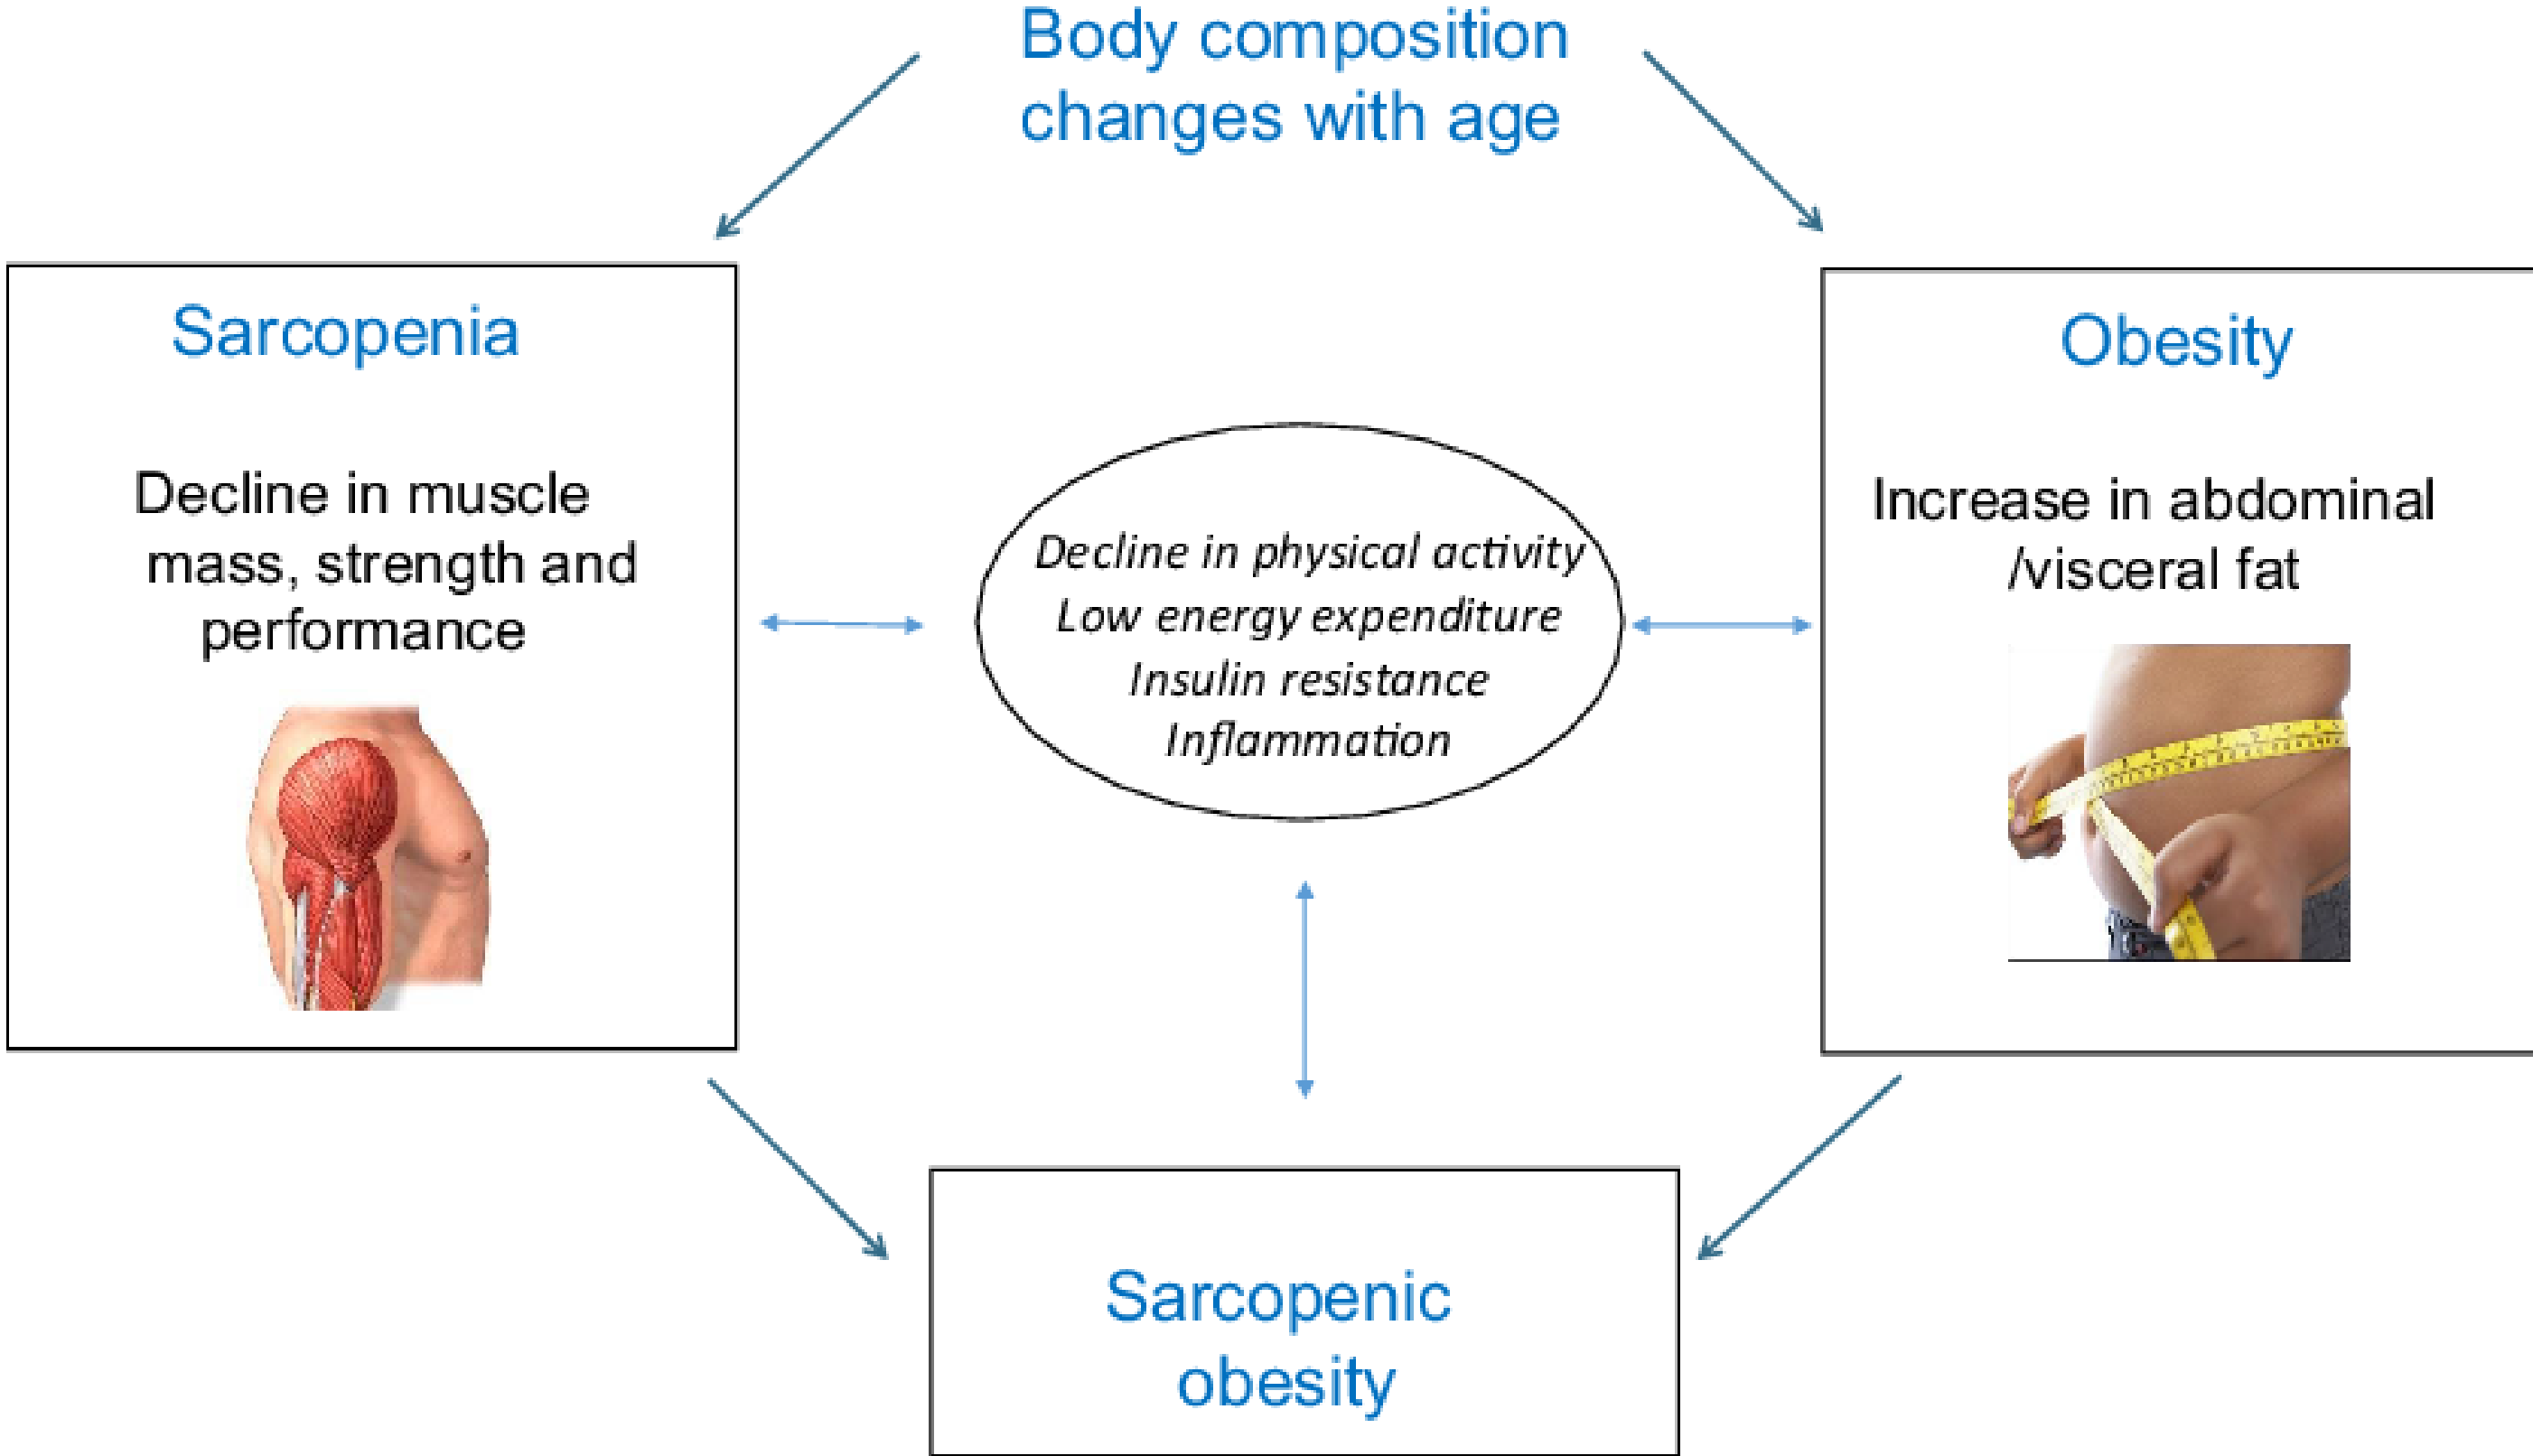 Body composition
changes with age
Sarcopenia
Decline in muscle
mass, strength and
performance
Decline in physical activity
Low energy expenditure
Insulin resistance
Inflammation
Obesity
Increase in abdominal
/visceral fat
Sarcopenic
obesity